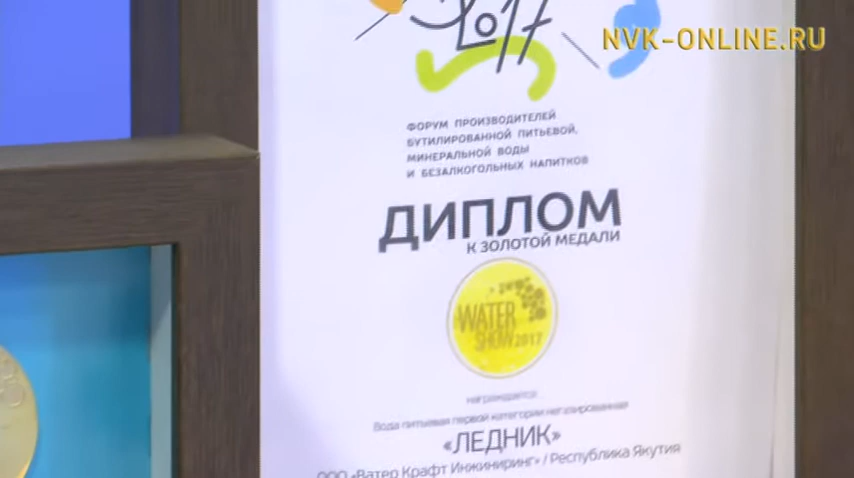 NVK-ONLINE.RU
2017
ФОРУМ ПРОИЗВОДИТЕЛЕЙ
БУТИЛИРОВАННОЙ ПИТЬЕВОЙ,
МИНЕРАЛЬНОЙ ВОДЫ
И БЕЗАЛКОГОЛЬНЫХ НАПИТКОВ
ДИПЛОМ
К ЗОЛОТОЙ МЕДАЛИ
WATER
SHOW 2017
награждается
Вода питьевая первой категории негазированная
«ЛЕДНИК»
ООО «Ватер Крафт Инжиниринг» / Республика Якутия